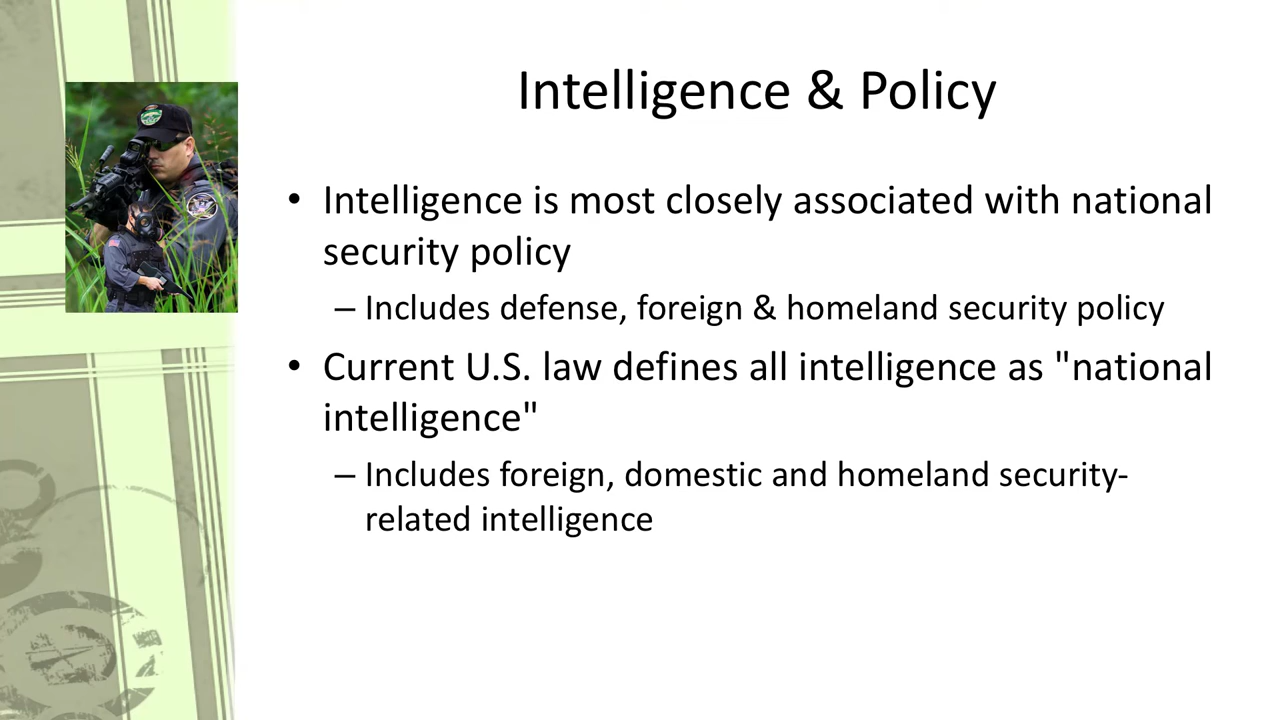 Intelligence & Policy
• Intelligence is most closely associated with national
security policy
– Includes defense, foreign & homeland security policy
• Current U.S. law defines all intelligence as "national
intelligence"
– Includes foreign, domestic and homeland security-
related intelligence